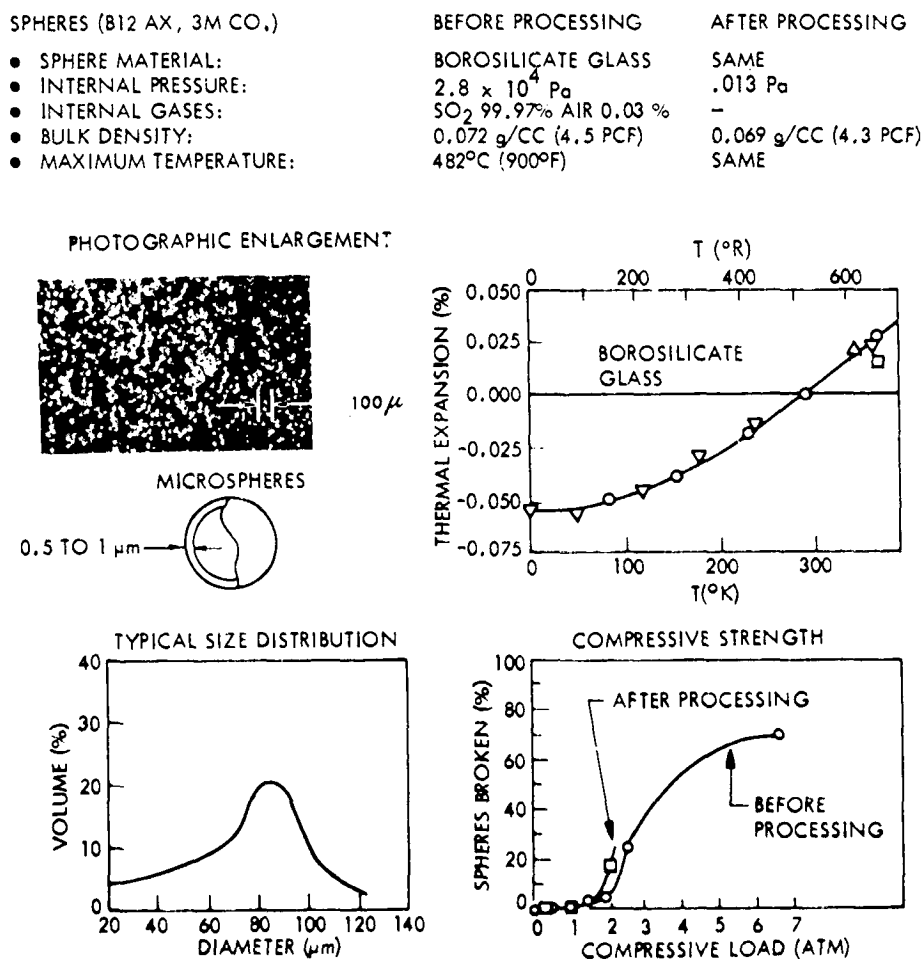 SPHERES (B12 AX, 3M CO.) BEFORE PROCESSING AFTER PROCESSING
● SPHERE MATERIAL: BOROSILICATE GLASS SAME
● INTERNAL PRESSURE: 2.8 x 10⁴ Pa .013 Pa
● INTERNAL GASES: SO₂ 99.97% AIR 0.03 % –
● BULK DENSITY: 0.072 g/CC (4.5 PCF) 0.069 g/CC (4.3 PCF)
● MAXIMUM TEMPERATURE: 482°C (900°F) SAME
PHOTOGRAPHIC ENLARGEMENT
100 μ
MICROSPHERES
0.5 TO 1 μm
T (°R)
0 200 400 600
THERMAL EXPANSION (%)
0.050
0.025
0.000
-0.025
-0.050
-0.075
BOROSILICATE
GLASS
0 100 200 300
T(°K)
TYPICAL SIZE DISTRIBUTION
VOLUME (%)
40
30
20
10
0
20 40 60 80 100 120 140
DIAMETER (μm)
COMPRESSIVE STRENGTH
SPHERES BROKEN (%)
100
80
60
40
20
0
AFTER PROCESSING
BEFORE
PROCESSING
0 1 2 3 4 5 6 7
COMPRESSIVE LOAD (ATM)